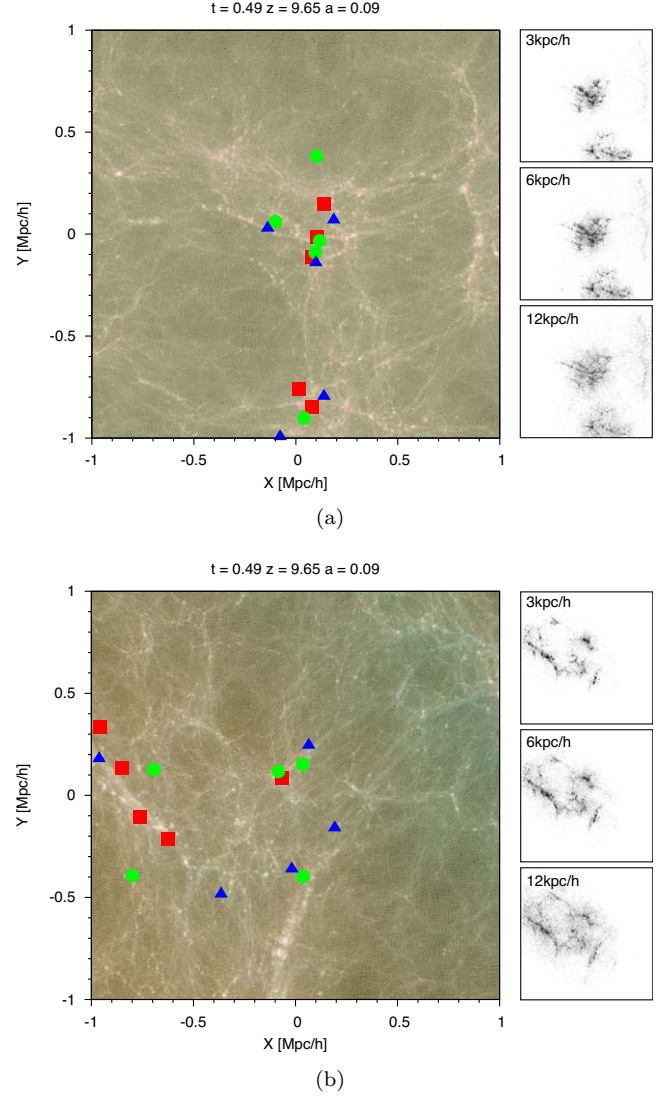 t = 0.49 z = 9.65 a = 0.09
3kpc/h
6kpc/h
12kpc/h
1
0.5
0
-0.5
-1
Y [Mpc/h]
-1 -0.5 0 0.5 1
X [Mpc/h]
(a)
t = 0.49 z = 9.65 a = 0.09
3kpc/h
6kpc/h
12kpc/h
1
0.5
0
-0.5
-1
Y [Mpc/h]
-1 -0.5 0 0.5 1
X [Mpc/h]
(b)